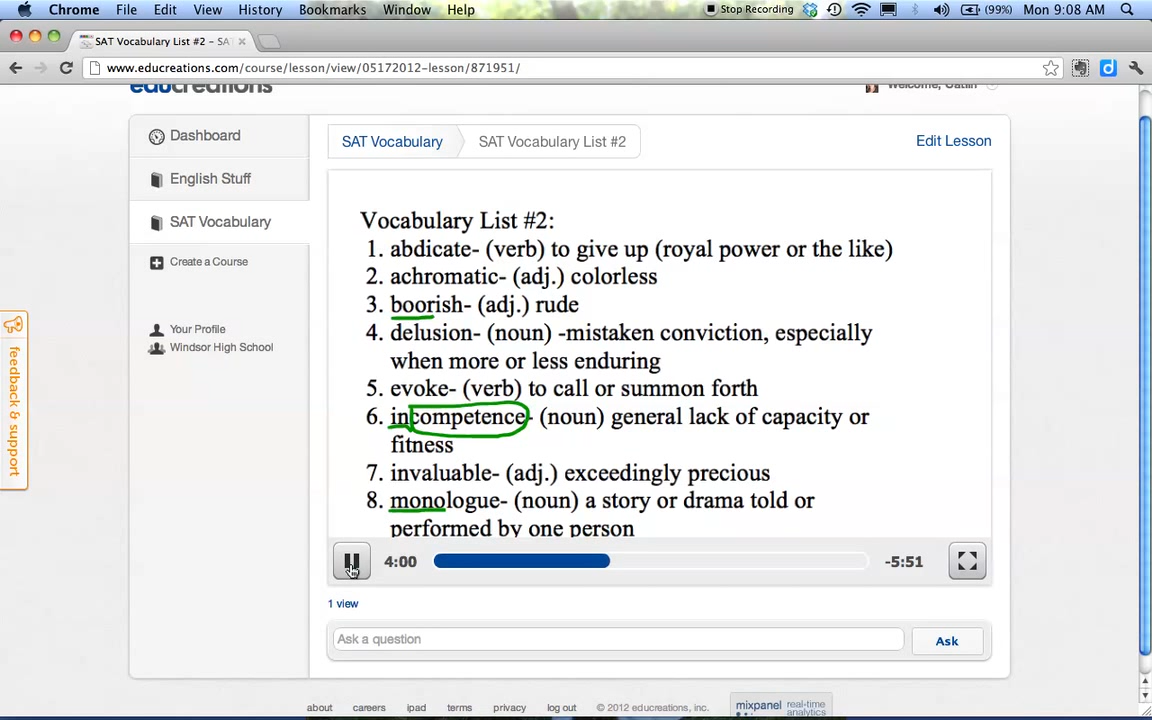 Chrome File Edit View History Bookmarks Window Help Stop Recording (99%) Mon 9:08 AM
SAT Vocabulary List #2 – SA
www.educreations.com/course/lesson/view/05172012-lesson/871951/
educreations Welcome, Caitlin
Dashboard
English Stuff
SAT Vocabulary
Create a Course
Your Profile
Windsor High School
feedback & support
SAT Vocabulary SAT Vocabulary List #2 Edit Lesson
Vocabulary List #2:
1. abdicate- (verb) to give up (royal power or the like)
2. achromatic- (adj.) colorless
3. boorish- (adj.) rude
4. delusion- (noun) -mistaken conviction, especially
when more or less enduring
5. evoke- (verb) to call or summon forth
6. incompetence- (noun) general lack of capacity or
fitness
7. invaluable- (adj.) exceedingly precious
8. monologue- (noun) a story or drama told or
performed by one person
4:00 -5:51
1 view
Ask a question Ask
about careers ipad terms privacy log out © 2012 educreations, inc. mixpanel real-time
analytics